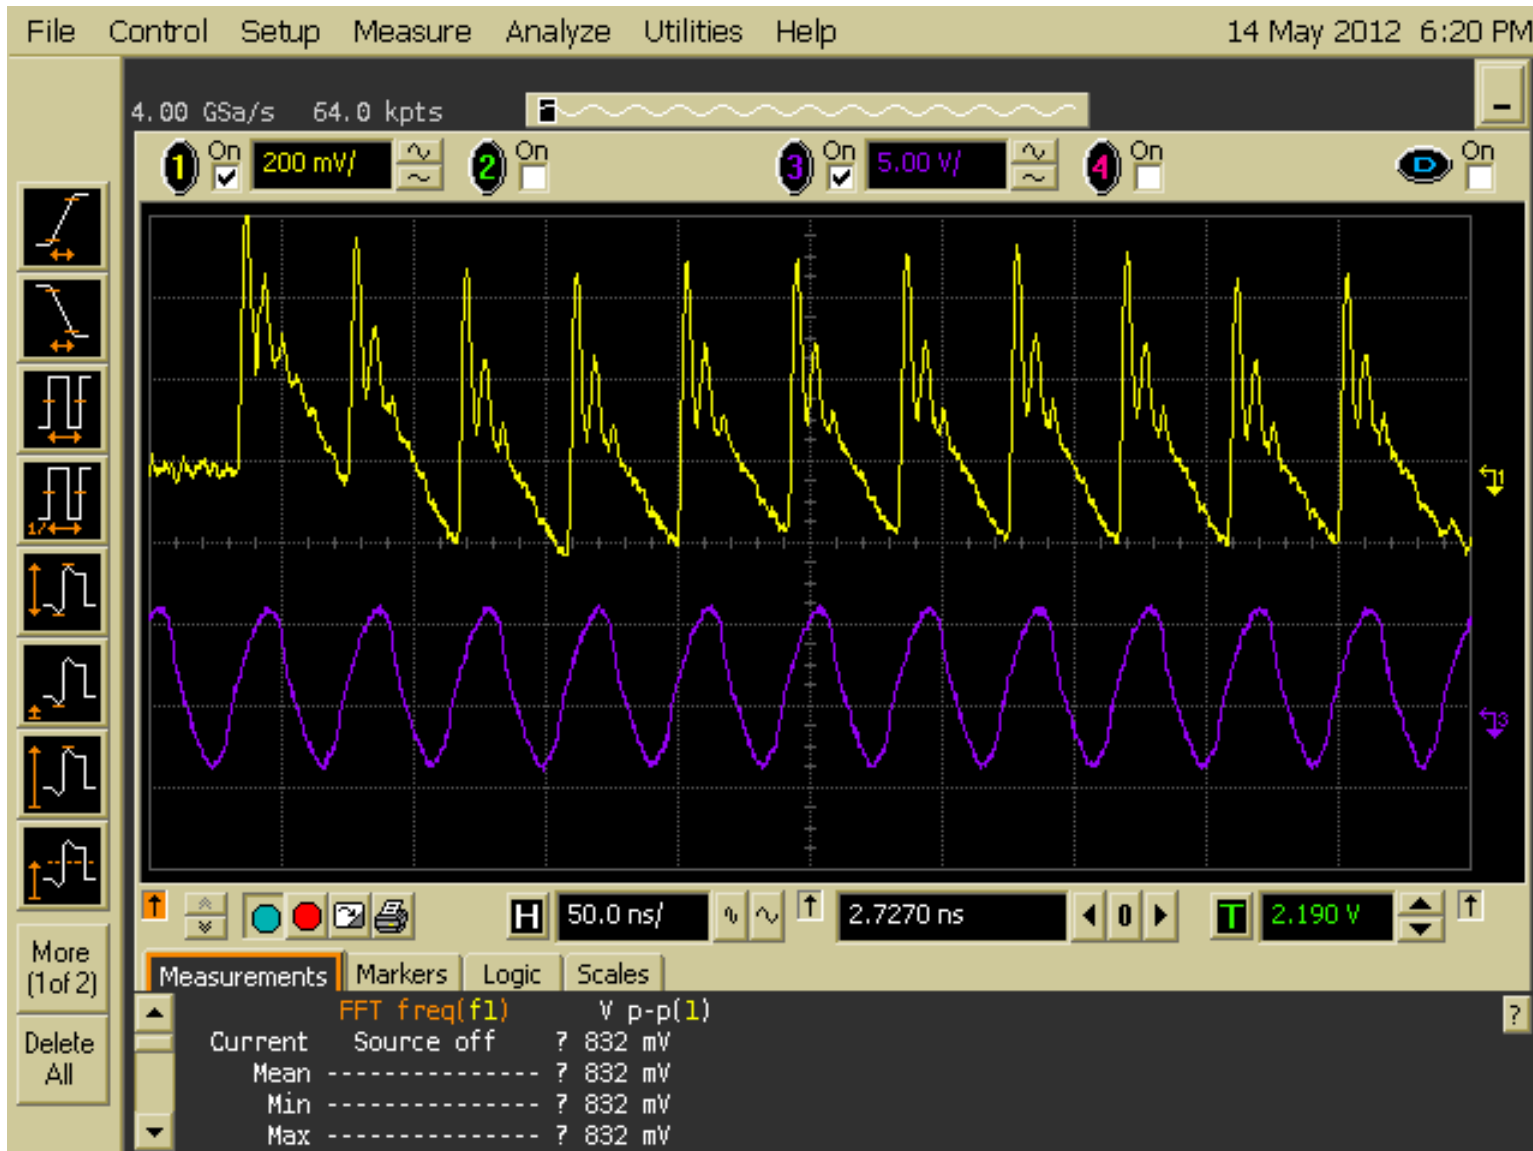 File Control Setup Measure Analyze Utilities Help 14 May 2012 6:20 PM
4.00 GSa/s 64.0 kpts
1 On 200 mV/ 2 On 3 On 5.00 V/ 4 On D On
1
3
1/
H 50.0 ns/ 2.7270 ns 0 T 2.190 V
More
(1of 2)
Delete
All
Measurements Markers Logic Scales
FFT freq(f1) V p-p(1) ?
Current Source off ? 832 mV
Mean --------------- ? 832 mV
Min --------------- ? 832 mV
Max --------------- ? 832 mV